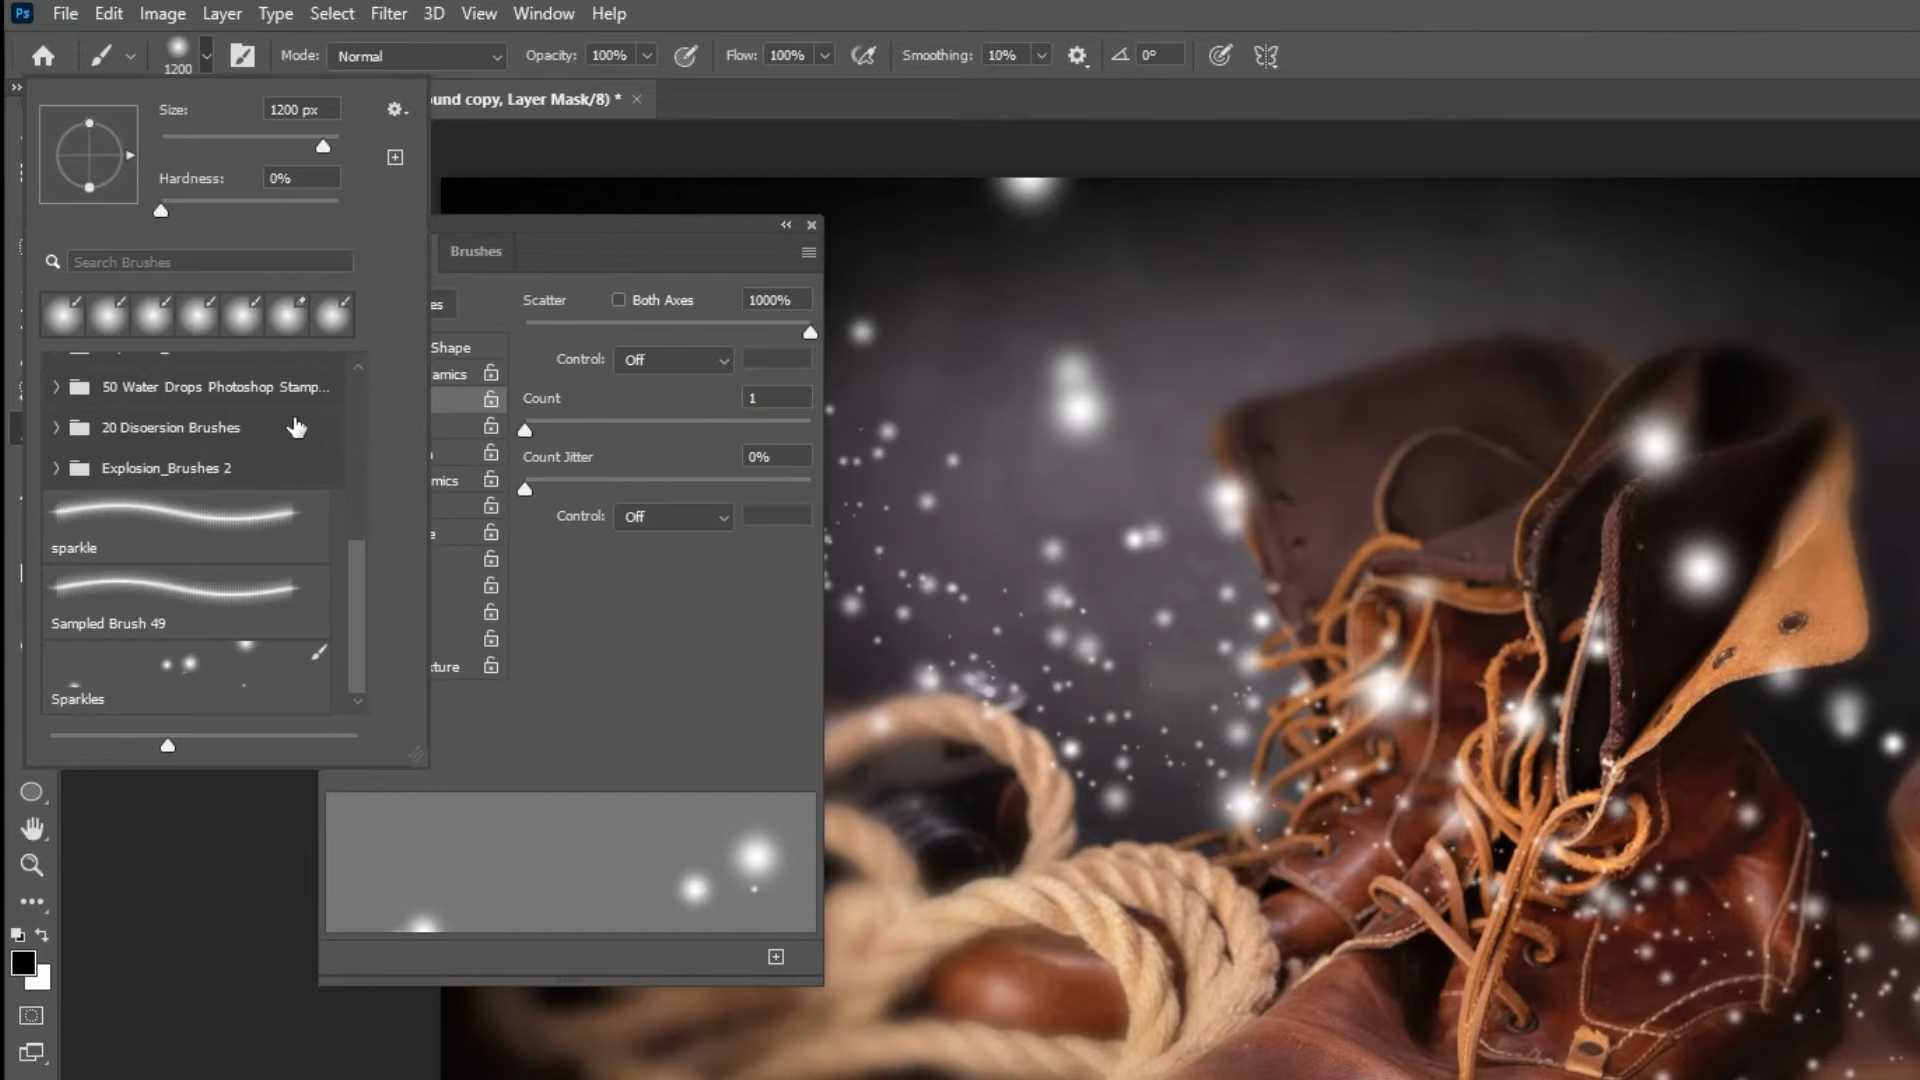 Ps File Edit Image Layer Type Select Filter 3D View Window Help
1200 Mode: Normal Opacity: 100% Flow: 100% Smoothing: 10% 0°
und copy, Layer Mask/8) * ×
Size: 1200 px
Hardness: 0%
Search Brushes
50 Water Drops Photoshop Stamp...
20 Disoersion Brushes
Explosion_Brushes 2
sparkle
Sampled Brush 49
Sparkles
Brushes
es
Shape
amics
mics
e
xture
Scatter Both Axes 1000%
Control: Off
Count 1
Count Jitter 0%
Control: Off